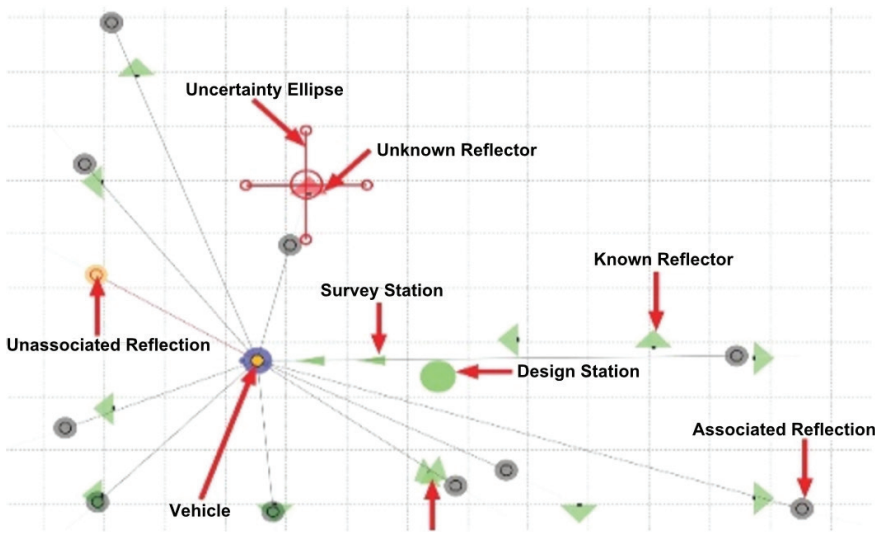 Uncertainty Ellipse
Unknown Reflector
Known Reflector
Survey Station
Unassociated Reflection
Design Station
Associated Reflection
Vehicle